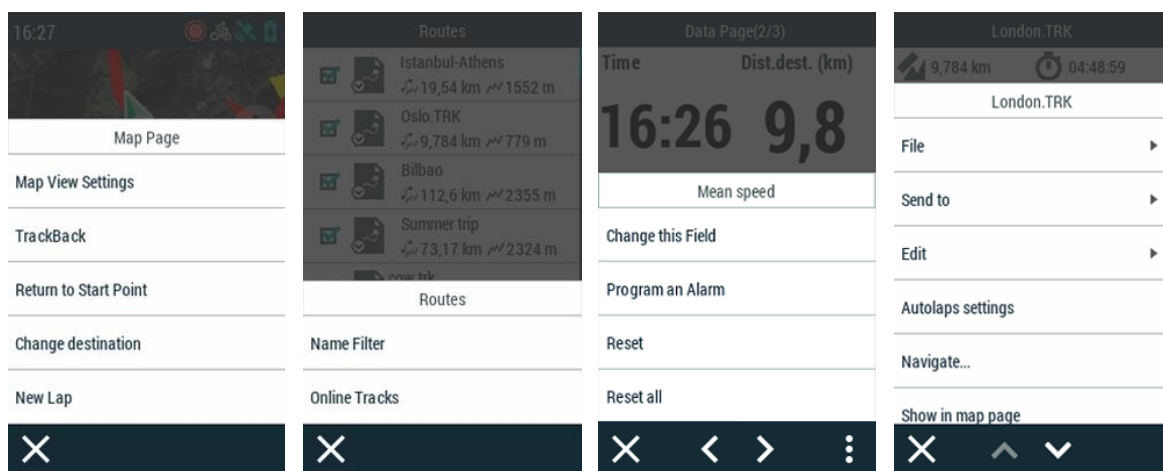 16:27
Map Page
Map View Settings
TrackBack
Return to Start Point
Change destination
New Lap
Routes
Istanbul-Athens
19,54 km 1552 m
Oslo.TRK
9,784 km 779 m
Bilbao
112,6 km 2355 m
Summer trip
73,17 km 2324 m
cow.trk
Routes
Name Filter
Online Tracks
Data Page(2/3)
Time Dist.dest. (km)
16:26 9,8
Mean speed
Change this Field
Program an Alarm
Reset
Reset all
London.TRK
9,784 km 04:48:59
London.TRK
File
Send to
Edit
Autolaps settings
Navigate...
Show in map page